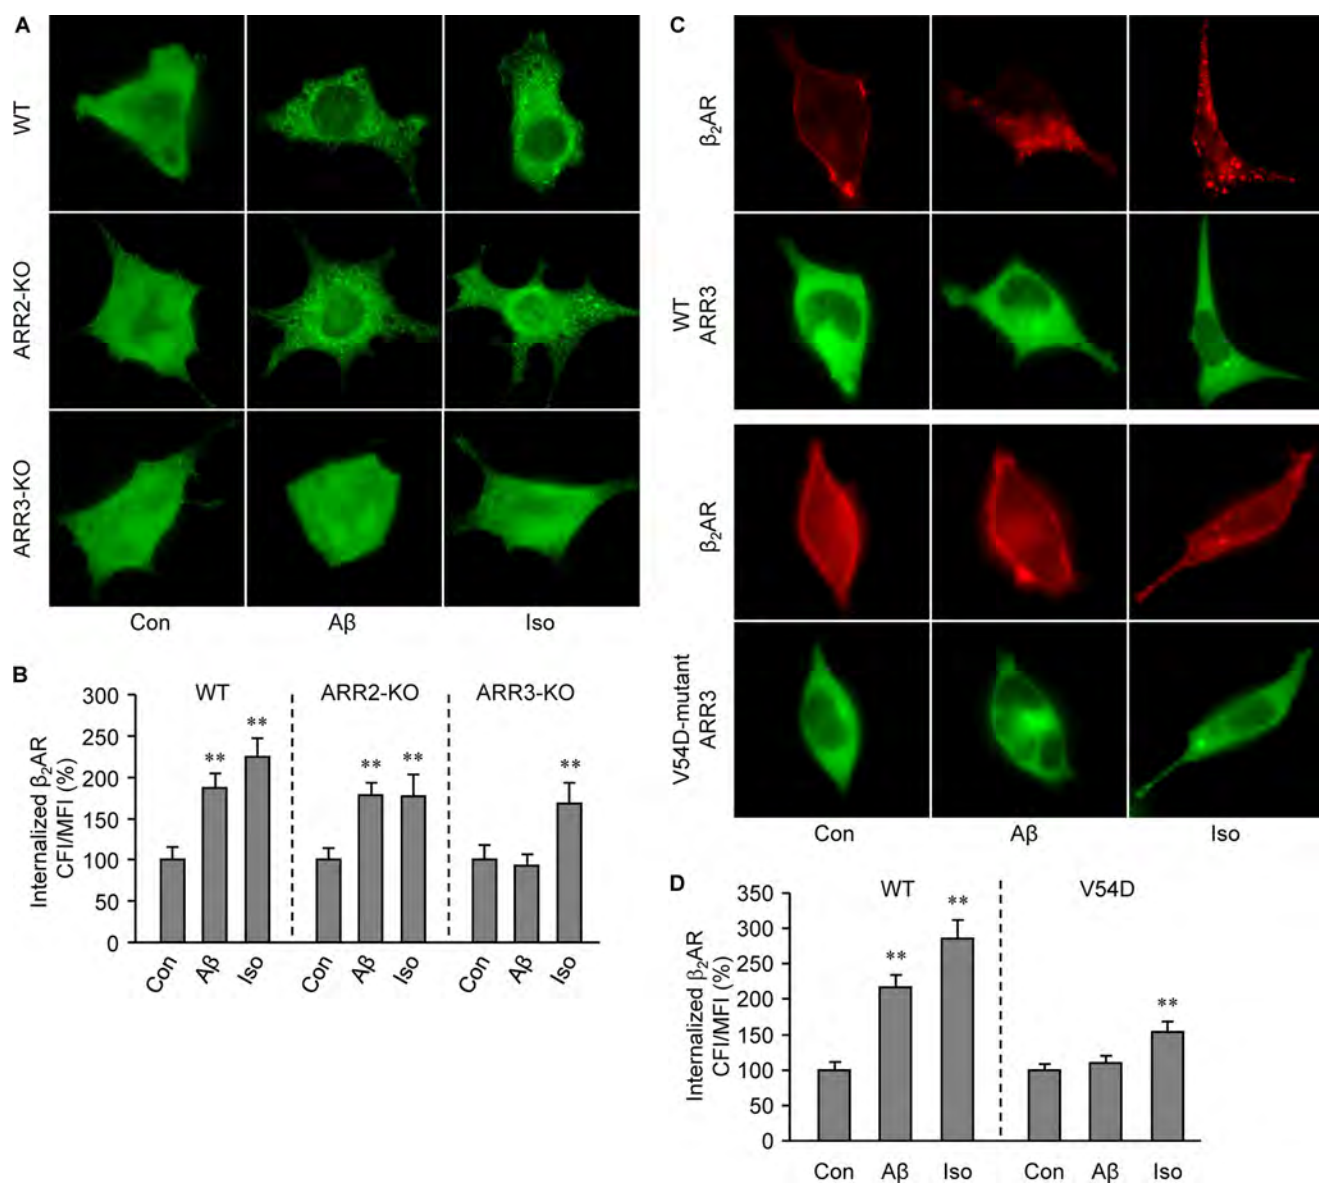 A
WT
ARR2-KO
ARR3-KO
Con Aβ Iso
B
WT ARR2-KO ARR3-KO
Internalized β₂AR
CFI/MFI (%)
300
250
200
150
100
50
0
** ** ** ** **
Con Aβ Iso Con Aβ Iso Con Aβ Iso
C
β₂AR
WT
ARR3
β₂AR
V54D-mutant
ARR3
Con Aβ Iso
D
WT V54D
Internalized β₂AR
CFI/MFI (%)
350
300
250
200
150
100
50
0
** ** **
Con Aβ Iso Con Aβ Iso